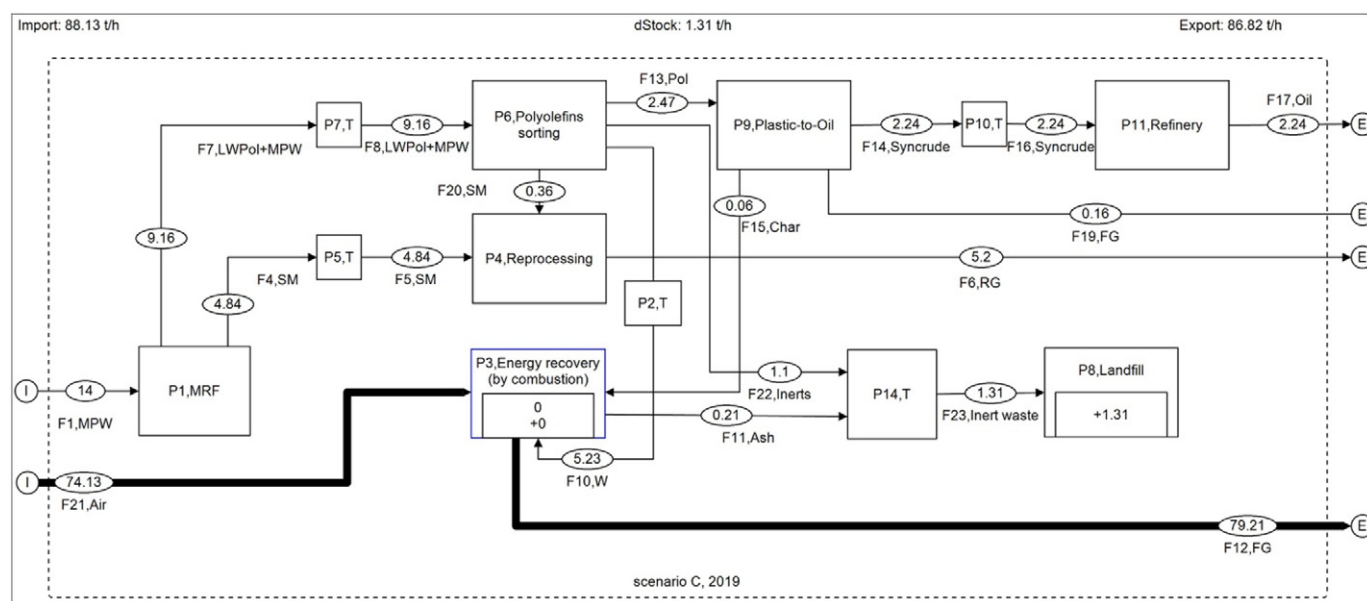 Import: 88.13 t/h
dStock: 1.31 t/h
Export: 86.82 t/h
F13,Pol
2.47
F17,Oil
P7,T
9.16
P6,Polyolefins
sorting
P9,Plastic-to-Oil
2.24
P10,T
2.24
P11,Refinery
2.24
E
F7,LWPol+MPW
F8,LWPol+MPW
F14,Syncrude
F16,Syncrude
F20,SM
0.36
0.06
F15,Char
0.16
E
F19,FG
9.16
P5,T
4.84
P4,Reprocessing
5.2
E
F4,SM
F5,SM
F6,RG
4.84
P2,T
P1,MRF
P3,Energy recovery
(by combustion)
0
+0
1.1
F22,Inerts
P14,T
1.31
F23,Inert waste
P8,Landfill
+1.31
I
14
F1,MPW
0.21
F11,Ash
5.23
F10,W
I
74.13
F21,Air
79.21
E
F12,FG
scenario C, 2019